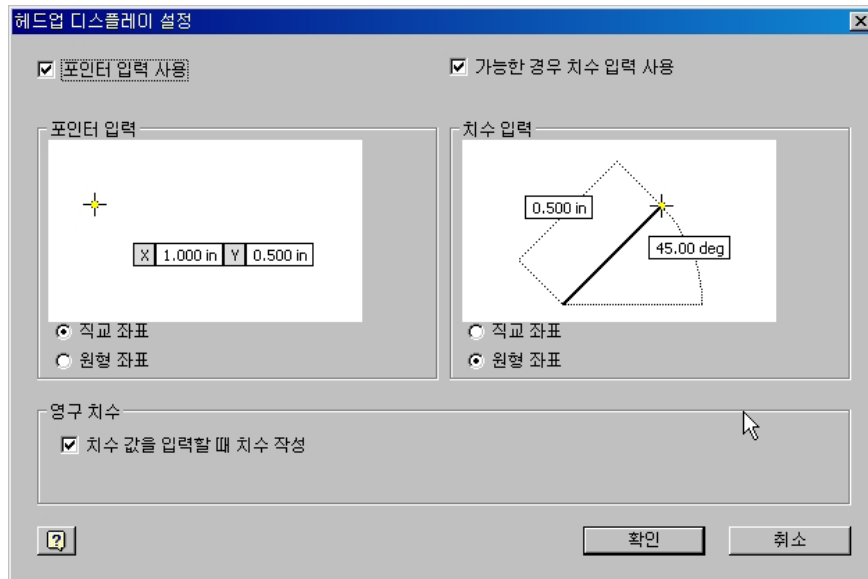 헤드업 디스플레이 설정
포인터 입력 사용
가능한 경우 치수 입력 사용
포인터 입력
X 1.000 in Y 0.500 in
직교 좌표
원형 좌표
치수 입력
0.500 in
45.00 deg
직교 좌표
원형 좌표
영구 치수
치수 값을 입력할 때 치수 작성
확인
취소